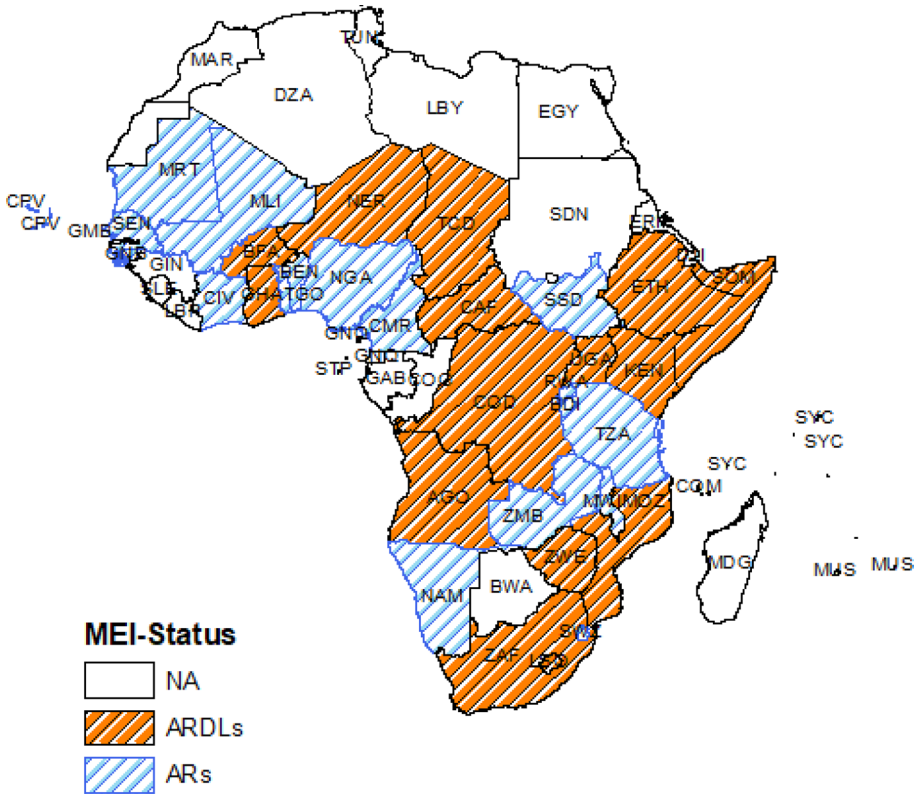 TUN
MAR
DZA
LBY
EGY
MRT
MLI
NER
TCD
SDN
CPV
CPV
GMB
SEN
ERI
GNB
GIN
BFA
BEN
NGA
DJI
SOM
SLE
LBR
CIV
GHA
TGO
CAF
SSD
ETH
CMR
GNQ
GNQ
STP
GAB
COG
COD
UGA
KEN
RWA
BDI
TZA
SYC
SYC
SYC
COM
AGO
ZMB
MWI
MOZ
ZWE
MDG
MUS
MUS
NAM
BWA
SWZ
ZAF
LSO
MEI-Status
NA
ARDLs
ARs